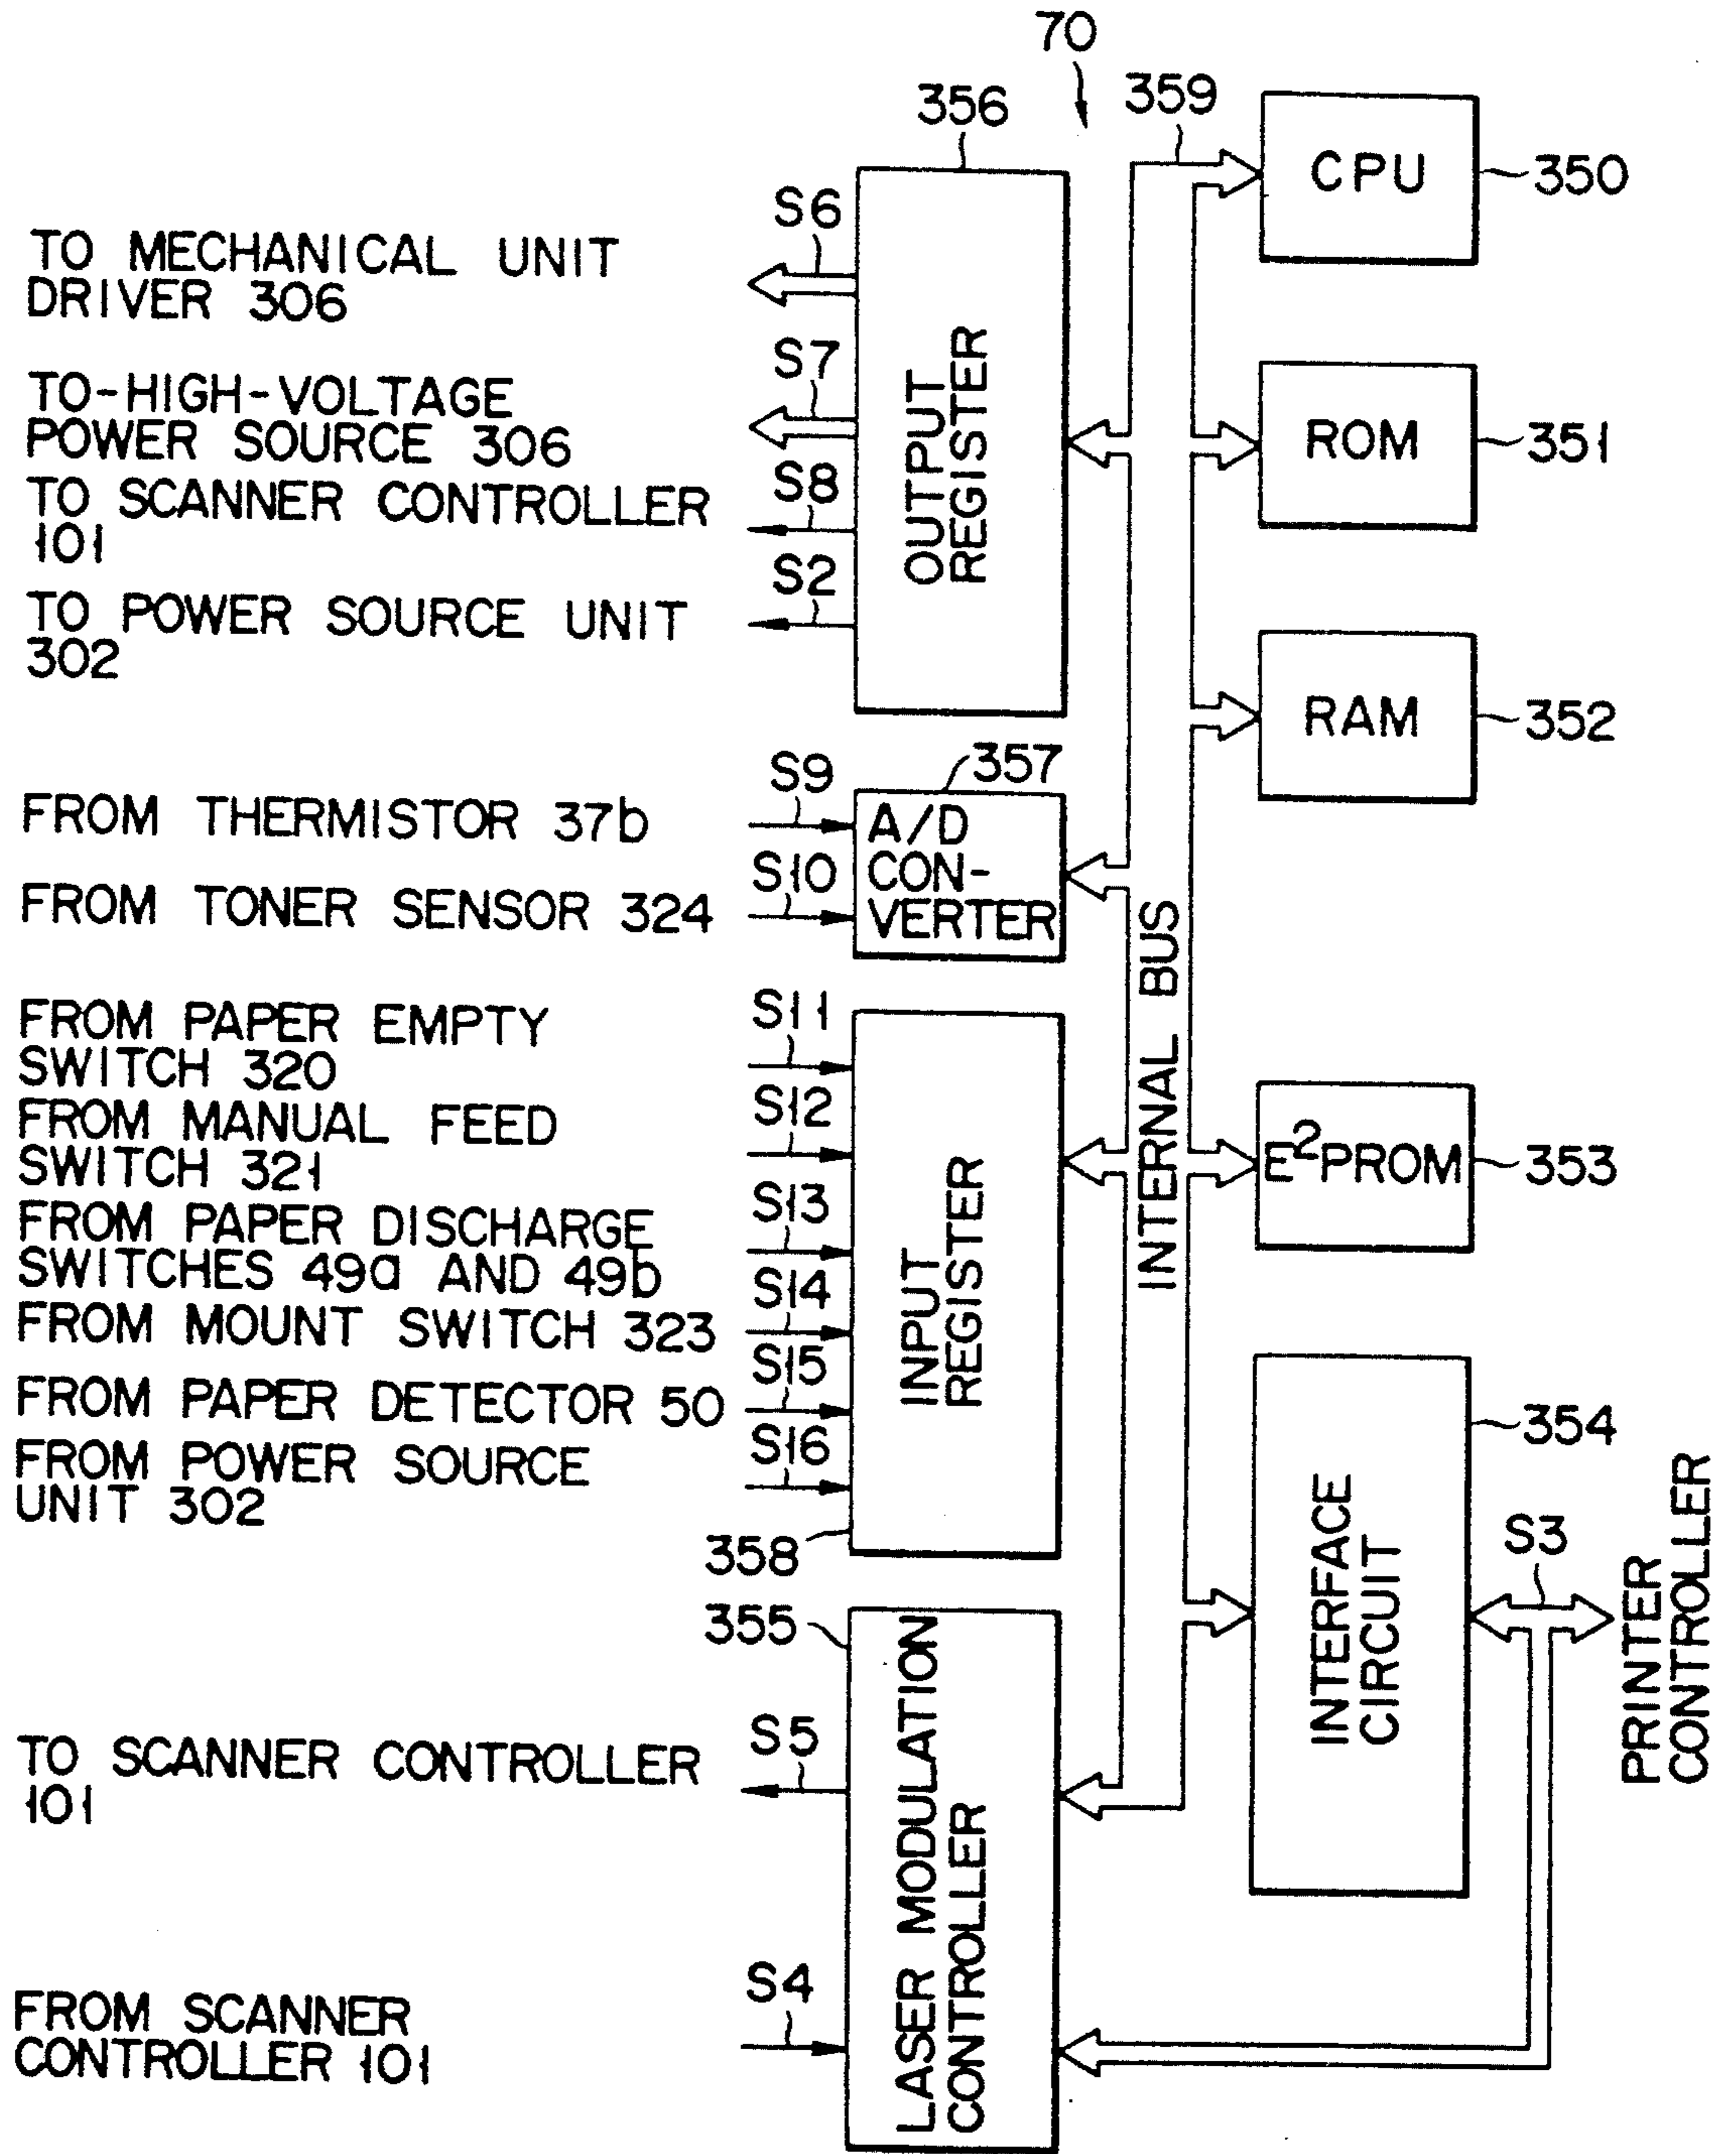 70
356
359
CPU
350
S6
TO MECHANICAL UNIT
DRIVER 306
S7
TO-HIGH-VOLTAGE
POWER SOURCE 306
S8
TO SCANNER CONTROLLER
101
S2
TO POWER SOURCE UNIT
302
OUTPUT
REGISTER
ROM
351
RAM
352
357
S9
FROM THERMISTOR 37b
S10
FROM TONER SENSOR 324
A/D
CON-
VERTER
INTERNAL BUS
S11
FROM PAPER EMPTY
SWITCH 320
S12
FROM MANUAL FEED
SWITCH 321
S13
FROM PAPER DISCHARGE
SWITCHES 49a AND 49b
S14
FROM MOUNT SWITCH 323
S15
FROM PAPER DETECTOR 50
S16
FROM POWER SOURCE
UNIT 302
INPUT
REGISTER
358
E²PROM
353
354
INTERFACE
CIRCUIT
S3
PRINTER
CONTROLLER
355
LASER MODULATION
CONTROLLER
S5
TO SCANNER CONTROLLER
101
S4
FROM SCANNER
CONTROLLER 101